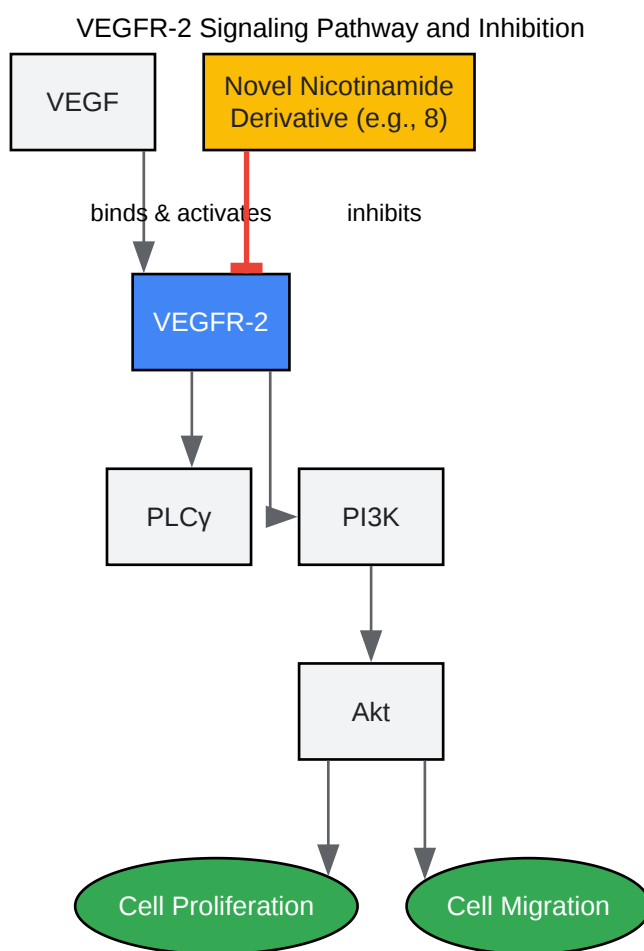 VEGFR-2 Signaling Pathway and Inhibition
VEGF
Novel Nicotinamide
Derivative (e.g., 8)
binds & activates
inhibits
VEGFR-2
PLCγ
PI3K
Akt
Cell Proliferation
Cell Migration